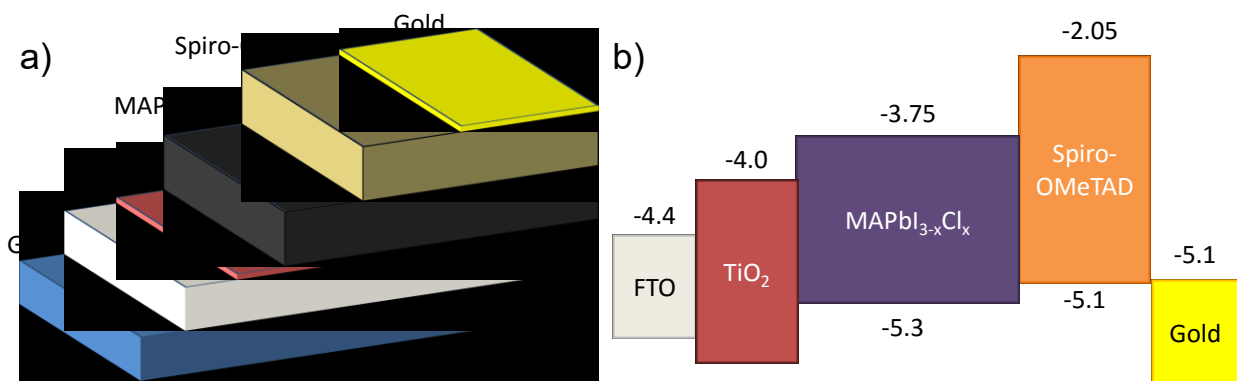 a)
Gold
Spiro-
MAP
G
b)
-2.05
-3.75
-4.0
-4.4
Spiro-
OMeTAD
MAPbI₃₋ₓClₓ
TiO₂
FTO
-5.1
-5.1
-5.3
Gold